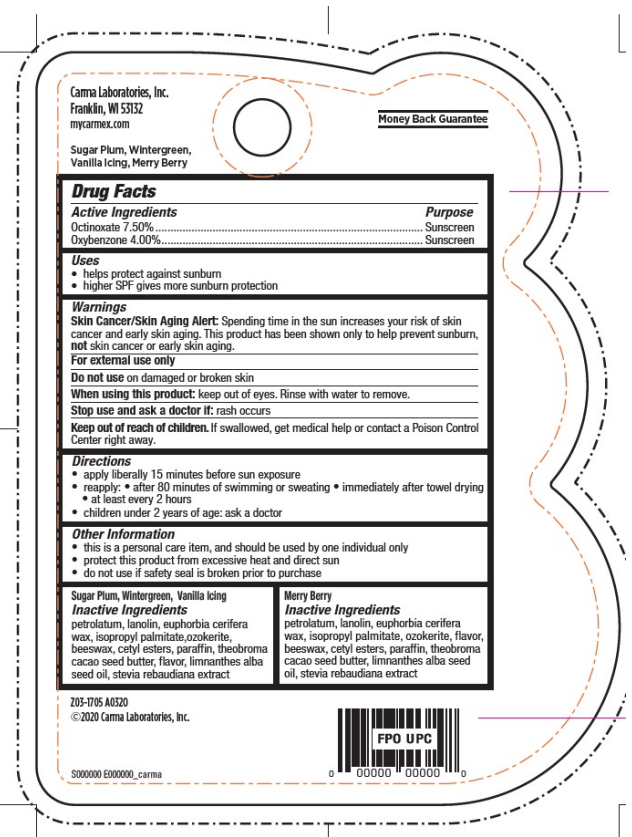 Carma Laboratories, Inc.
Franklin, WI 53132
mycarmex.com
Money Back Guarantee
Sugar Plum, Wintergreen,
Vanilla Icing, Merry Berry
Drug Facts
Active Ingredients Purpose
Octinoxate 7.50%.......... Sunscreen
Oxybenzone 4.00%.......... Sunscreen
Uses
• helps protect against sunburn
• higher SPF gives more sunburn protection
Warnings
Skin Cancer/Skin Aging Alert: Spending time in the sun increases your risk of skin
cancer and early skin aging. This product has been shown only to help prevent sunburn,
not skin cancer or early skin aging.
For external use only
Do not use on damaged or broken skin
When using this product: keep out of eyes. Rinse with water to remove.
Stop use and ask a doctor if: rash occurs
Keep out of reach of children. If swallowed, get medical help or contact a Poison Control
Center right away.
Directions
• apply liberally 15 minutes before sun exposure
• reapply: • after 80 minutes of swimming or sweating • immediately after towel drying
• at least every 2 hours
• children under 2 years of age: ask a doctor
Other Information
• this is a personal care item, and should be used by one individual only
• protect this product from excessive heat and direct sun
• do not use if safety seal is broken prior to purchase
Sugar Plum, Wintergreen, Vanilla Icing
Inactive Ingredients
petrolatum, lanolin, euphorbia cerifera
wax, isopropyl palmitate,ozokerite,
beeswax, cetyl esters, paraffin, theobroma
cacao seed butter, flavor, limnanthes alba
seed oil, stevia rebaudiana extract
Merry Berry
Inactive Ingredients
petrolatum, lanolin, euphorbia cerifera
wax, isopropyl palmitate, ozokerite, flavor,
beeswax, cetyl esters, paraffin, theobroma
cacao seed butter, limnanthes alba seed
oil, stevia rebaudiana extract
Z03-1705 A0320
©2020 Carma Laboratories, Inc.
FPO UPC
0 00000 00000 0
S000000 E000000_carma